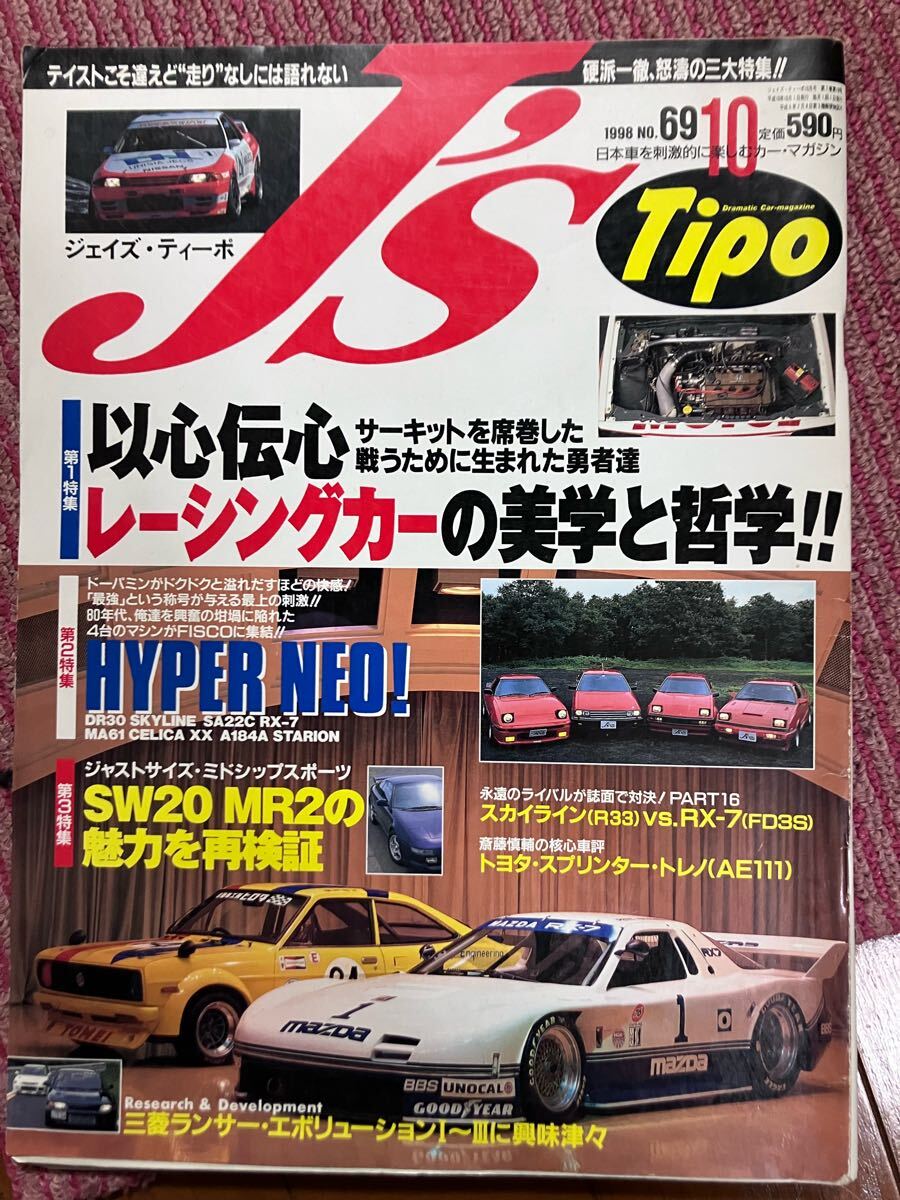 テイストこそ違えど“走り”なしには語れない
硬派一徹、怒濤の三大特集!!
J's
1998 NO.69
10
定価590円
日本車を刺激的に楽しむカー・マガジン
Dramatic Car-magazine
Tipo
UNISIA JECS
NISSAN
ジェイズ・ティーポ
第1特集
以心伝心
サーキットを席巻した
戦うために生まれた勇者達
レーシングカーの美学と哲学!!
第2特集
ドーパミンがドクドクと溢れだすほどの快感!
「最強」という称号が与える最上の刺激!!
80年代、俺達を興奮の坩堝に陥れた
4台のマシンがFISCOに集結!!
HYPER NEO!
DR30 SKYLINE SA22C RX-7
MA61 CELICA XX A184A STARION
第3特集
ジャストサイズ・ミドシップスポーツ
SW20 MR2の
魅力を再検証
永遠のライバルが誌面で対決! PART16
スカイライン(R33) vs. RX-7(FD3S)
斎藤慎輔の核心車評
トヨタ・スプリンター・トレノ(AE111)
MAZDA RX-7
Engineering
RX7
BBS
1
mazda
1
mazda
GOODYEAR
BBS
UNOCAL
GOODYEAR
Research & Development
三菱ランサー・エボリューションI～IIIに興味津々